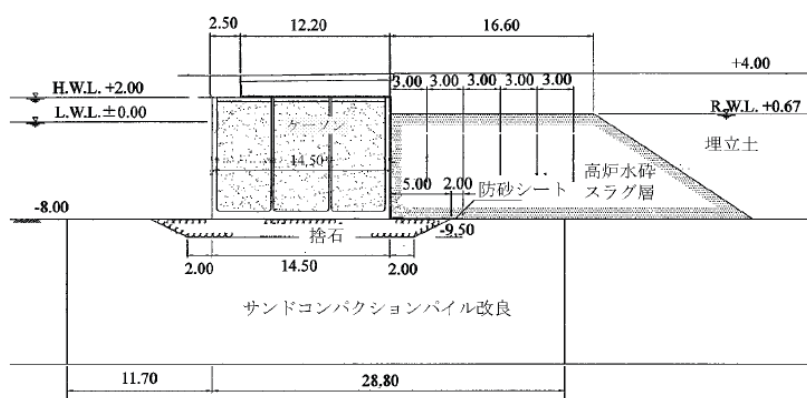 2.50 12.20 16.60
+4.00
H.W.L. +2.00
3.00 3.00 3.00 3.00 3.00
L.W.L. ±0.00
R.W.L. +0.67
ケーソン
埋立土
14.50
高炉水砕
スラグ層
5.00 2.00
防砂シート
-8.00
捨石
-9.50
2.00 14.50 2.00
サンドコンパクションパイル改良
11.70 28.80